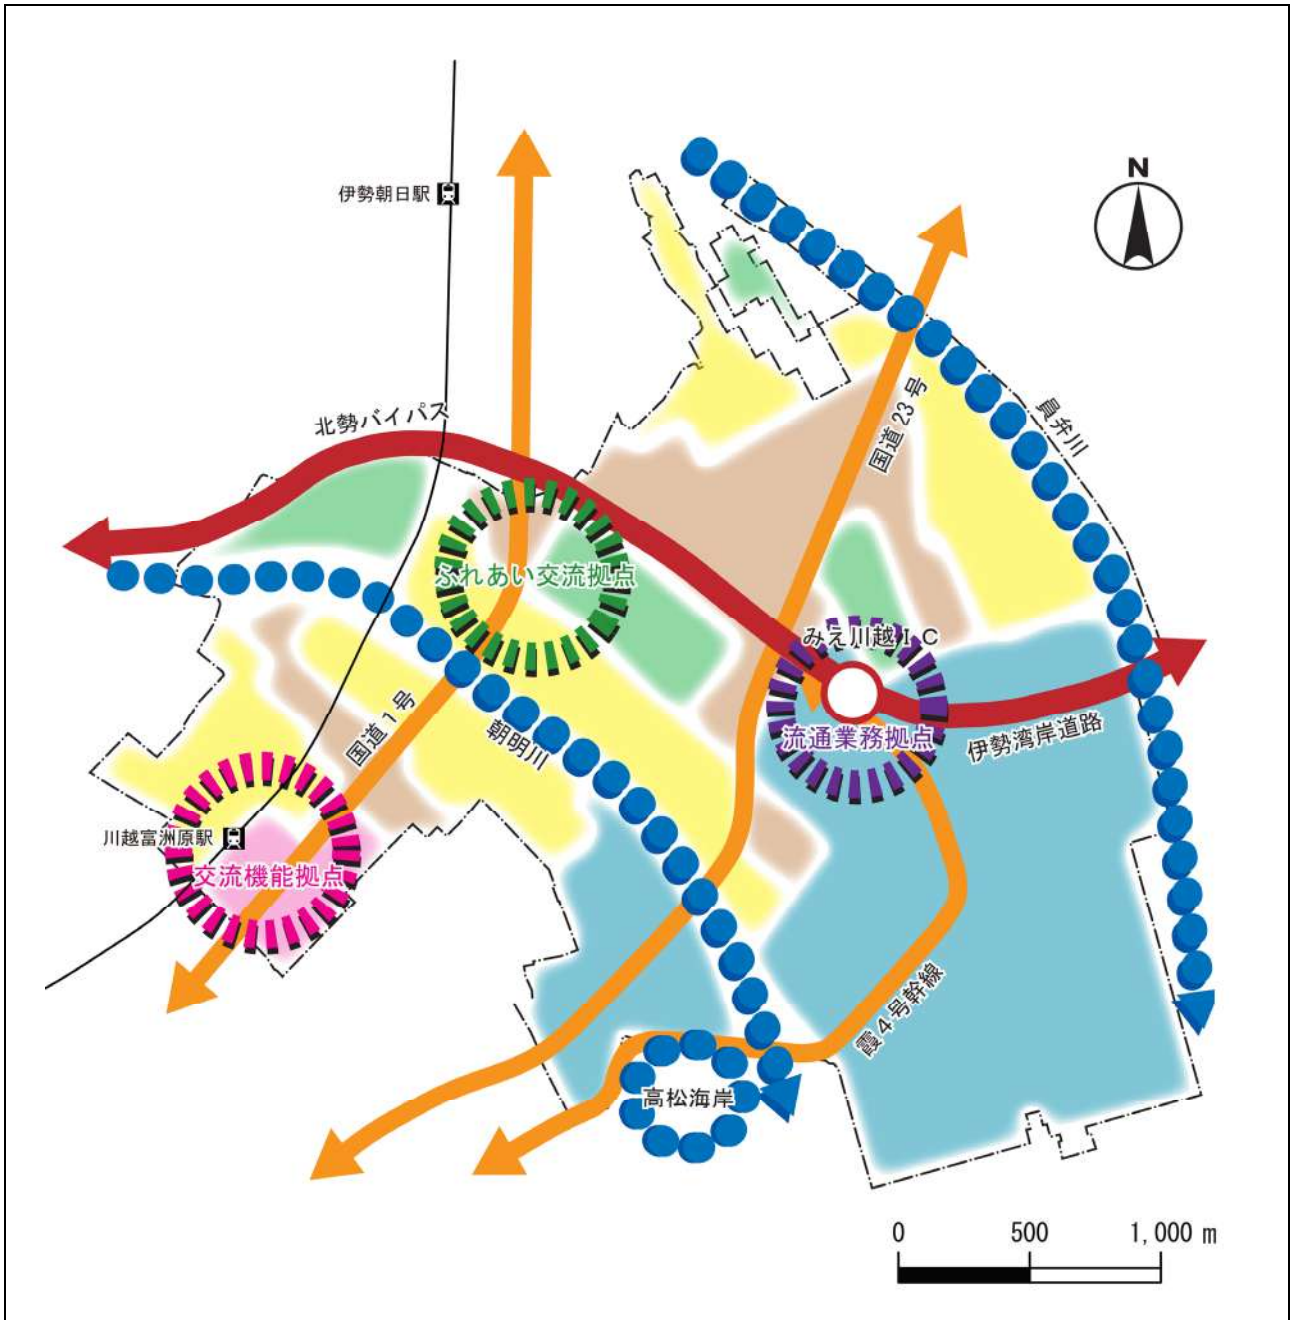 N
伊勢朝日駅
北勢バイパス
国道23号
員弁川
ふれあい交流拠点
みえ川越IC
国道1号
朝明川
流通業務拠点
伊勢湾岸道路
川越富洲原駅
交流機能拠点
霞4号幹線
高松海岸
0 500 1,000 m